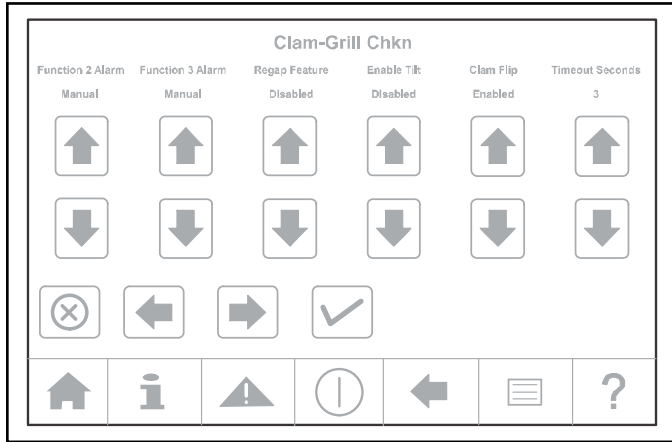 Clam-Grill Chkn
Function 2 Alarm Function 3 Alarm Regap Feature Enable Tilt Clam Flip Timeout Seconds
Manual Manual Disabled Disabled Enabled 3